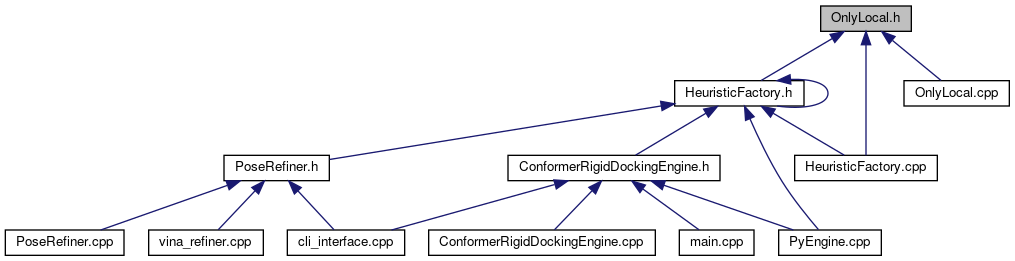 OnlyLocal.h
HeuristicFactory.h
OnlyLocal.cpp
PoseRefiner.h
ConformerRigidDockingEngine.h
HeuristicFactory.cpp
PoseRefiner.cpp
vina_refiner.cpp
cli_interface.cpp
ConformerRigidDockingEngine.cpp
main.cpp
PyEngine.cpp